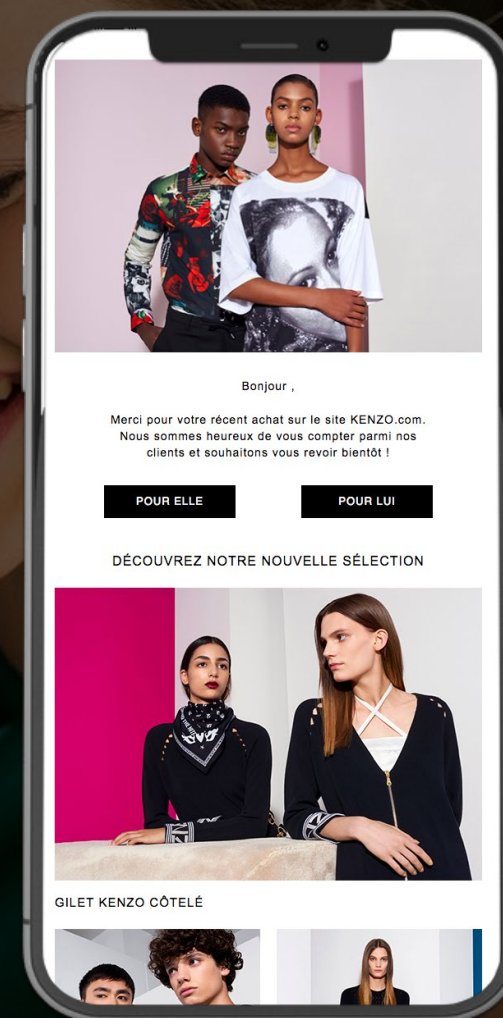 Bonjour ,
Merci pour votre récent achat sur le site KENZO.com.
Nous sommes heureux de vous compter parmi nos
clients et souhaitons vous revoir bientôt !
POUR ELLE
POUR LUI
DÉCOUVREZ NOTRE NOUVELLE SÉLECTION
GILET KENZO CÔTELÉ